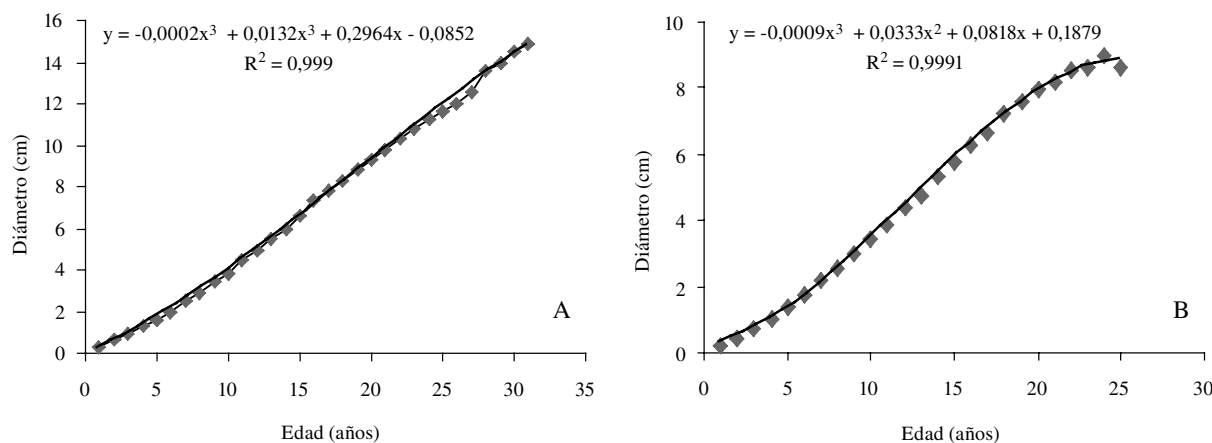 y = -0,0002x³ + 0,0132x³ + 0,2964x - 0,0852
R² = 0,999
16
14
12
10
8
6
4
2
0
Diámetro (cm)
0 5 10 15 20 25 30 35
Edad (años)
A
y = -0,0009x³ + 0,0333x² + 0,0818x + 0,1879
R² = 0,9991
10
8
6
4
2
0
Diámetro (cm)
0 5 10 15 20 25 30
Edad (años)
B